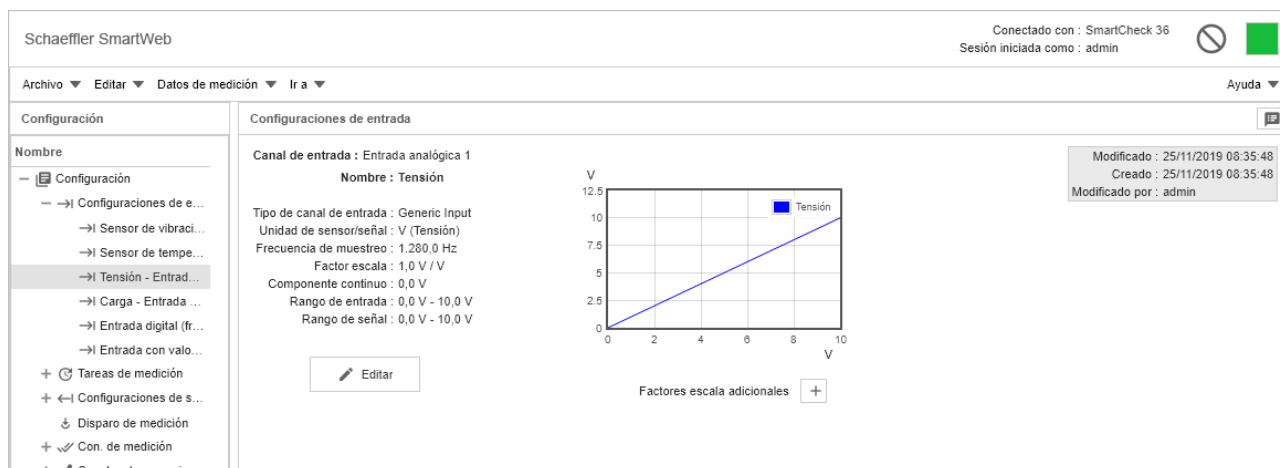 Schaeffler SmartWeb
Conectado con : SmartCheck 36
Sesión iniciada como : admin
Archivo Editar Datos de medición Ir a Ayuda
Configuración
Configuraciones de entrada
Nombre
Configuración
Configuraciones de e...
Sensor de vibraci...
Sensor de tempe...
Tensión - Entrad...
Carga - Entrada ...
Entrada digital (fr...
Entrada con valo...
Tareas de medición
Configuraciones de s...
Disparo de medición
Con. de medición
Canal de entrada : Entrada analógica 1
Nombre : Tensión
Tipo de canal de entrada : Generic Input
Unidad de sensor/señal : V (Tensión)
Frecuencia de muestreo : 1.280,0 Hz
Factor escala : 1,0 V / V
Componente continuo : 0,0 V
Rango de entrada : 0,0 V - 10,0 V
Rango de señal : 0,0 V - 10,0 V
Editar
V
12.5
10
7.5
5
2.5
0
Tensión
0 2 4 6 8 10
V
Factores escala adicionales +
Modificado : 25/11/2019 08:35:48
Creado : 25/11/2019 08:35:48
Modificado por : admin